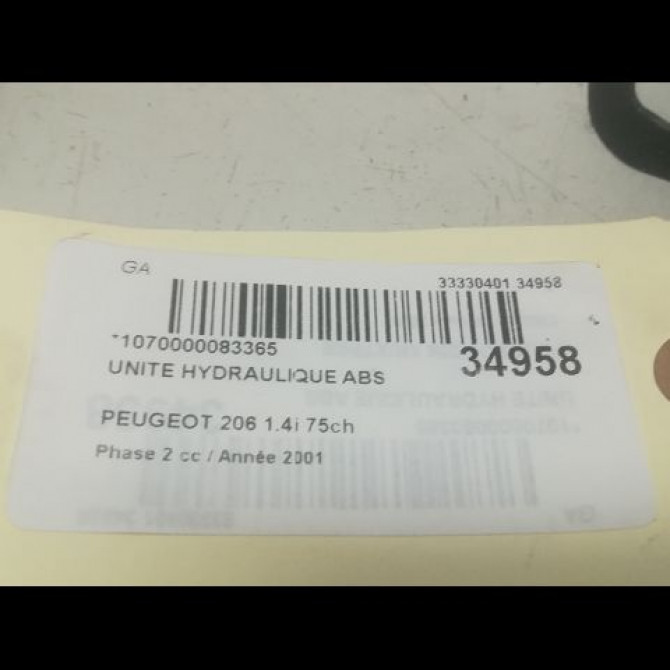 GA
33330401 34958
*1070000083365
34958
UNITE HYDRAULIQUE ABS
PEUGEOT 206 1.4i 75ch
Phase 2 cc / Année 2001